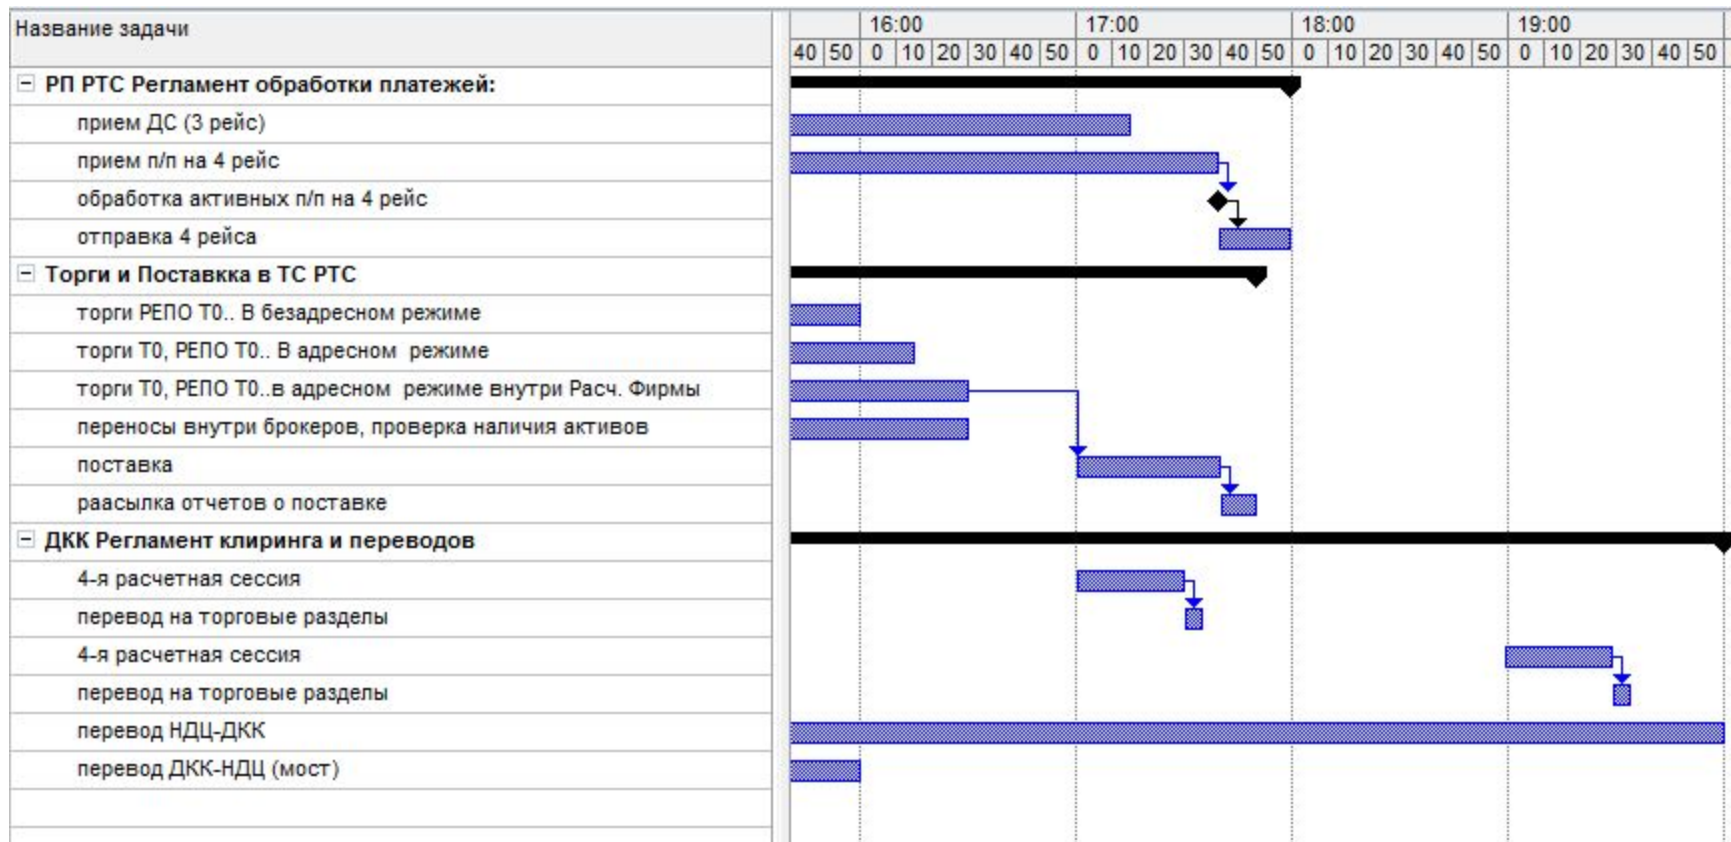 Название задачи
16:00 17:00 18:00 19:00
40 50 0 10 20 30 40 50 0 10 20 30 40 50 0 10 20 30 40 50 0 10 20 30 40 50
РП РТС Регламент обработки платежей:
прием ДС (3 рейс)
прием п/п на 4 рейс
обработка активных п/п на 4 рейс
отправка 4 рейса
Торги и Поставкка в ТС РТС
торги РЕПО Т0.. В безадресном режиме
торги Т0, РЕПО Т0.. В адресном  режиме
торги Т0, РЕПО Т0..в адресном  режиме внутри Расч. Фирмы
переносы внутри брокеров, проверка наличия активов
поставка
раасылка отчетов о поставке
ДКК Регламент клиринга и переводов
4-я расчетная сессия
перевод на торговые разделы
4-я расчетная сессия
перевод на торговые разделы
перевод НДЦ-ДКК
перевод ДКК-НДЦ (мост)